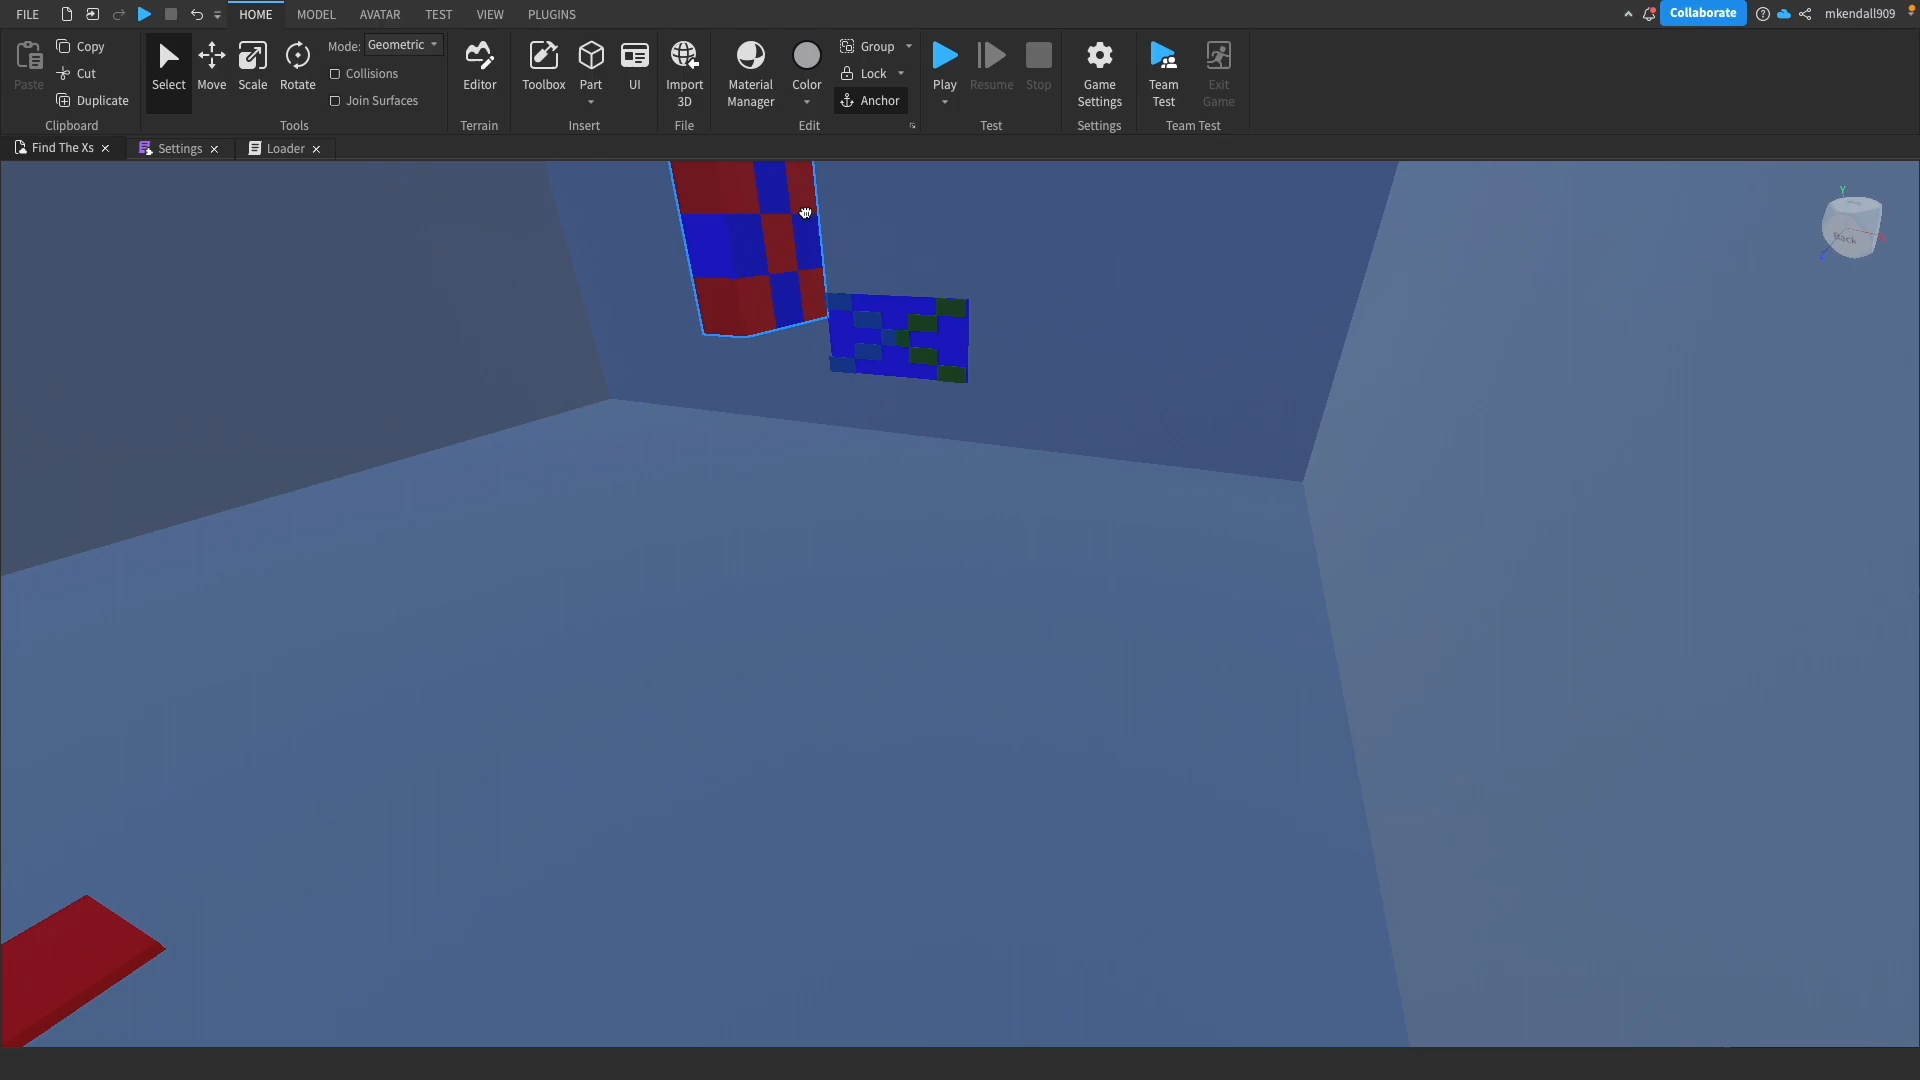 FILE HOME MODEL AVATAR TEST VIEW PLUGINS Collaborate mkendall909
Paste Copy Cut Duplicate
Clipboard
Select Move Scale Rotate
Mode: Geometric
Collisions
Join Surfaces
Tools
Editor
Terrain
Toolbox Part UI
Insert
Import 3D
File
Material Manager Color
Group
Lock
Anchor
Edit
Play Resume Stop
Test
Game Settings
Settings
Team Test Exit Game
Team Test
Find The Xs Settings Loader
Y
Back